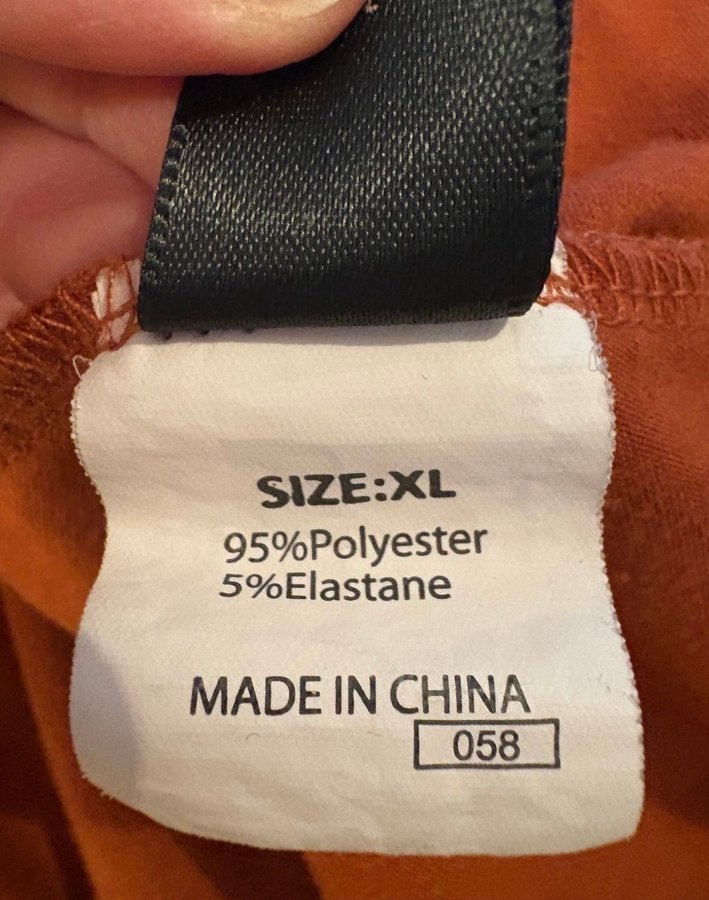 SIZE:XL
95%Polyester
5%Elastane
MADE IN CHINA
058